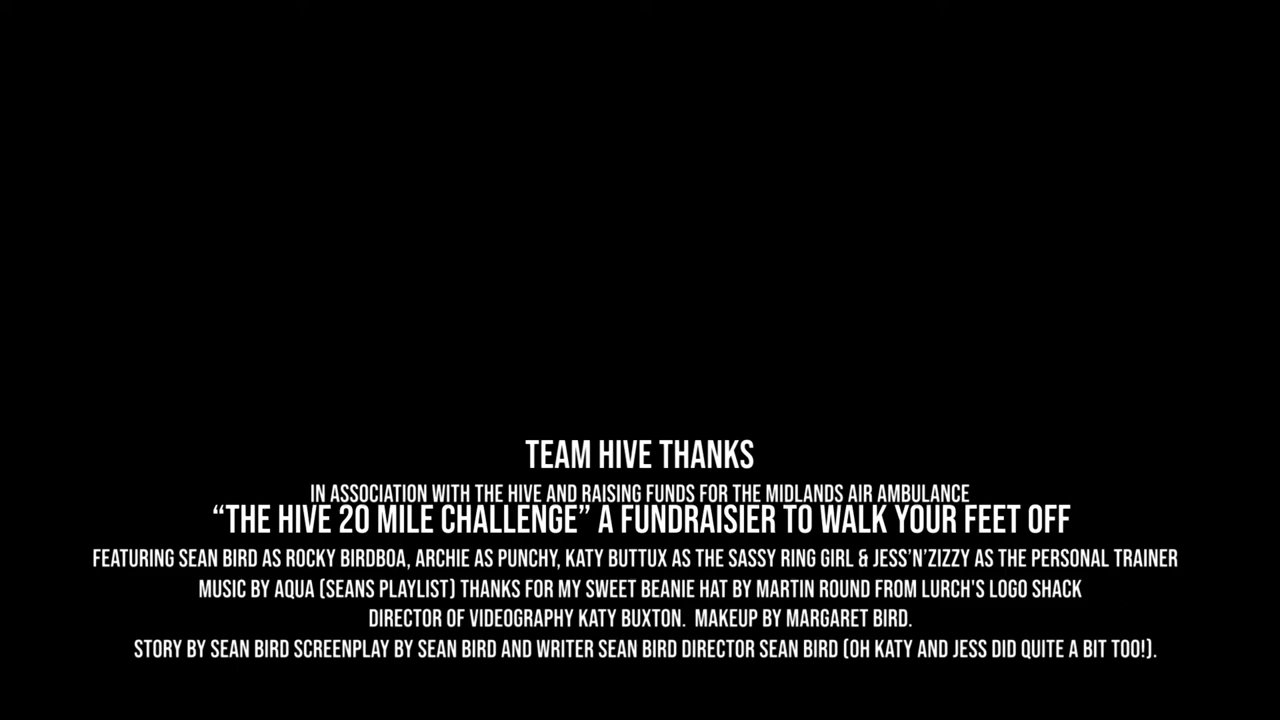 TEAM HIVE THANKS
IN ASSOCIATION WITH THE HIVE AND RAISING FUNDS FOR THE MIDLANDS AIR AMBULANCE
“THE HIVE 20 MILE CHALLENGE” A FUNDRAISIER TO WALK YOUR FEET OFF
FEATURING SEAN BIRD AS ROCKY BIRDBOA, ARCHIE AS PUNCHY, KATY BUTTUX AS THE SASSY RING GIRL & JESS’N’ZIZZY AS THE PERSONAL TRAINER
MUSIC BY AQUA (SEANS PLAYLIST) THANKS FOR MY SWEET BEANIE HAT BY MARTIN ROUND FROM LURCH'S LOGO SHACK
DIRECTOR OF VIDEOGRAPHY KATY BUXTON. MAKEUP BY MARGARET BIRD.
STORY BY SEAN BIRD SCREENPLAY BY SEAN BIRD AND WRITER SEAN BIRD DIRECTOR SEAN BIRD (OH KATY AND JESS DID QUITE A BIT TOO!).